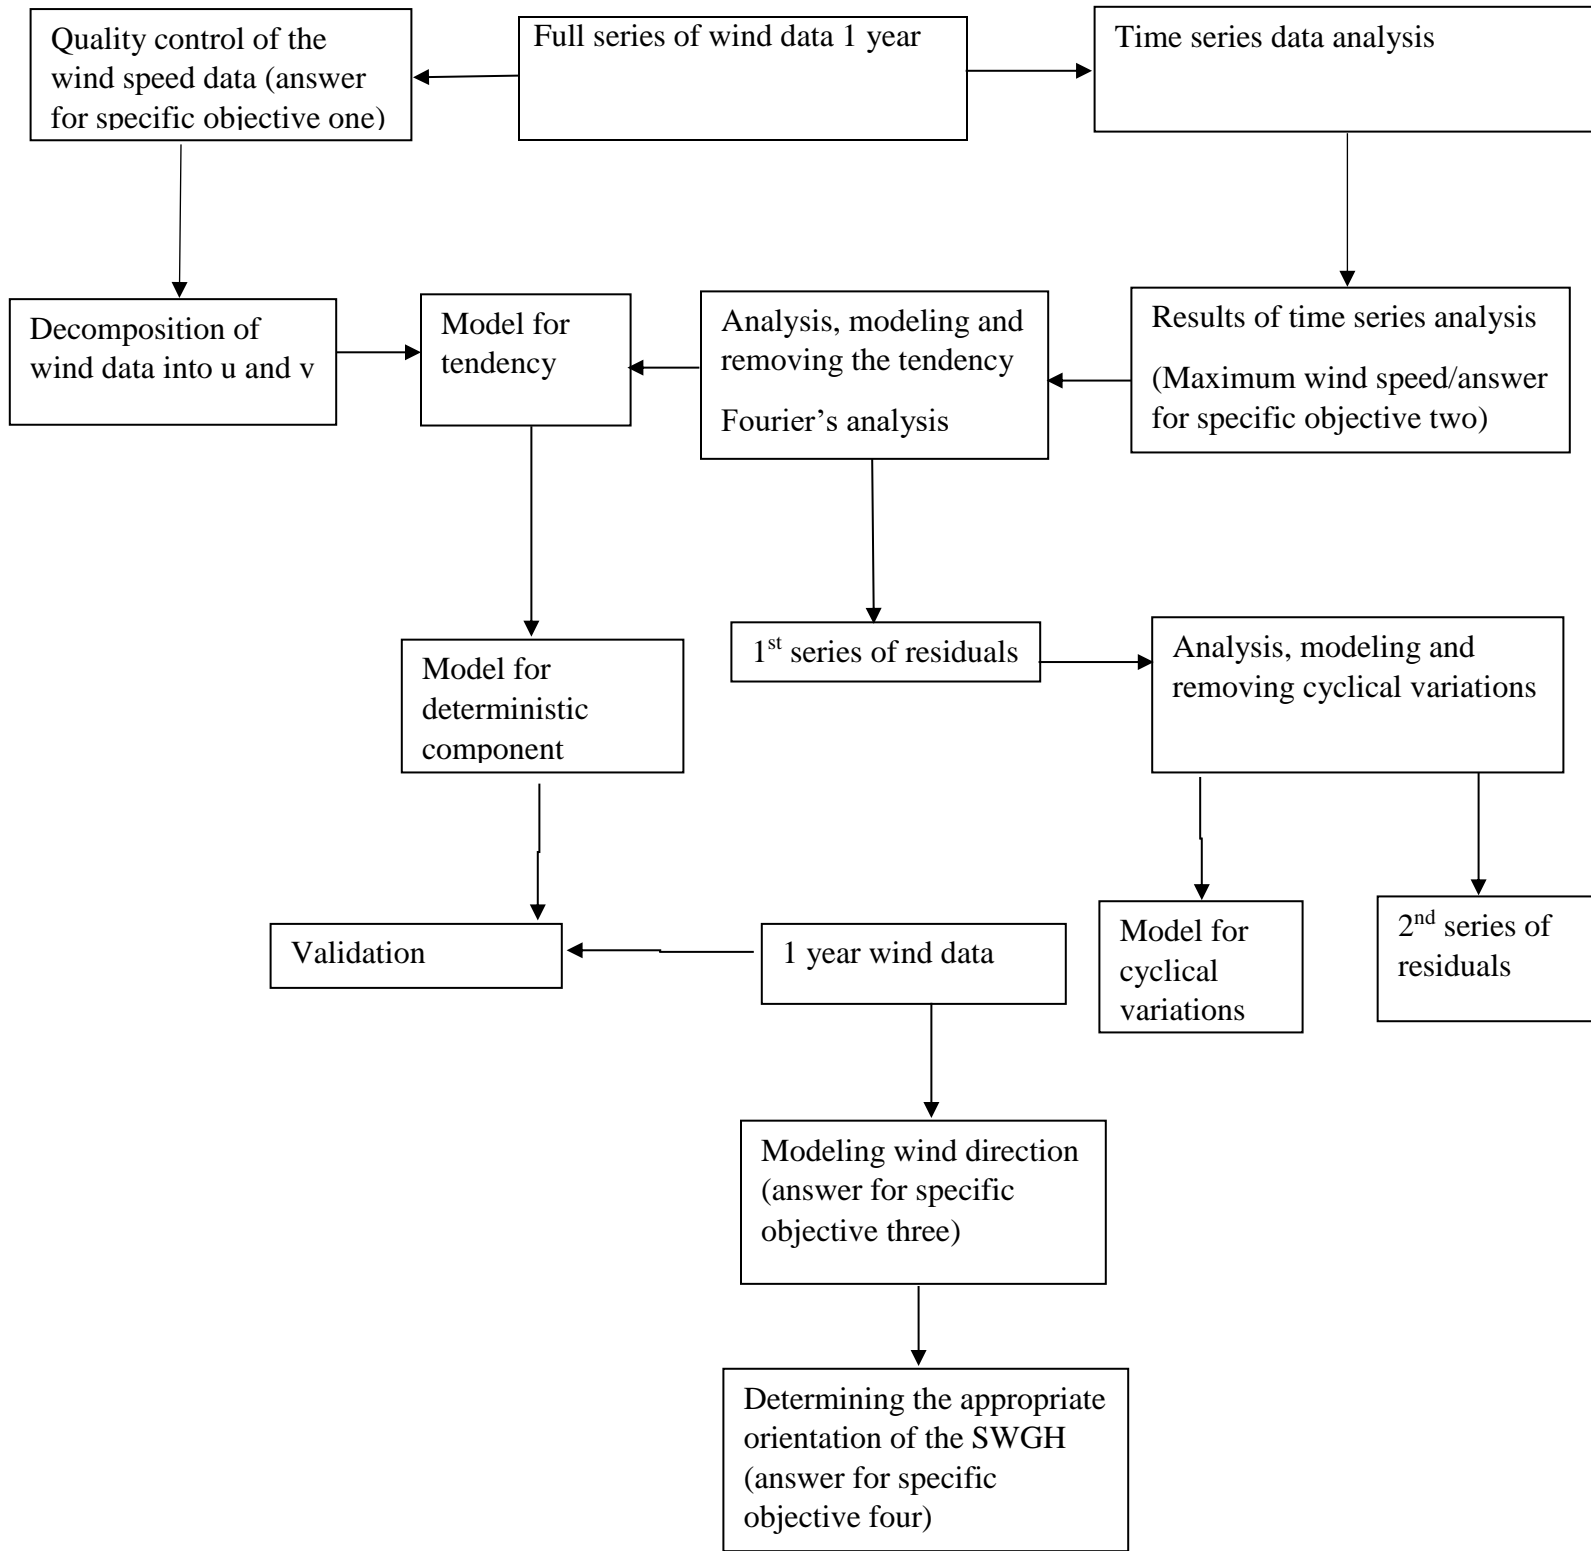 Quality control of the
wind speed data (answer
for specific objective one)
Full series of wind data 1 year
Time series data analysis
Decomposition of
wind data into u and v
Model for
tendency
Analysis, modeling and
removing the tendency
Fourier’s analysis
Results of time series analysis
(Maximum wind speed/answer
for specific objective two)
Model for
deterministic
component
1st series of residuals
Analysis, modeling and
removing cyclical variations
Validation
1 year wind data
Model for
cyclical
variations
2nd series of
residuals
Modeling wind direction
(answer for specific
objective three)
Determining the appropriate
orientation of the SWGH
(answer for specific
objective four)